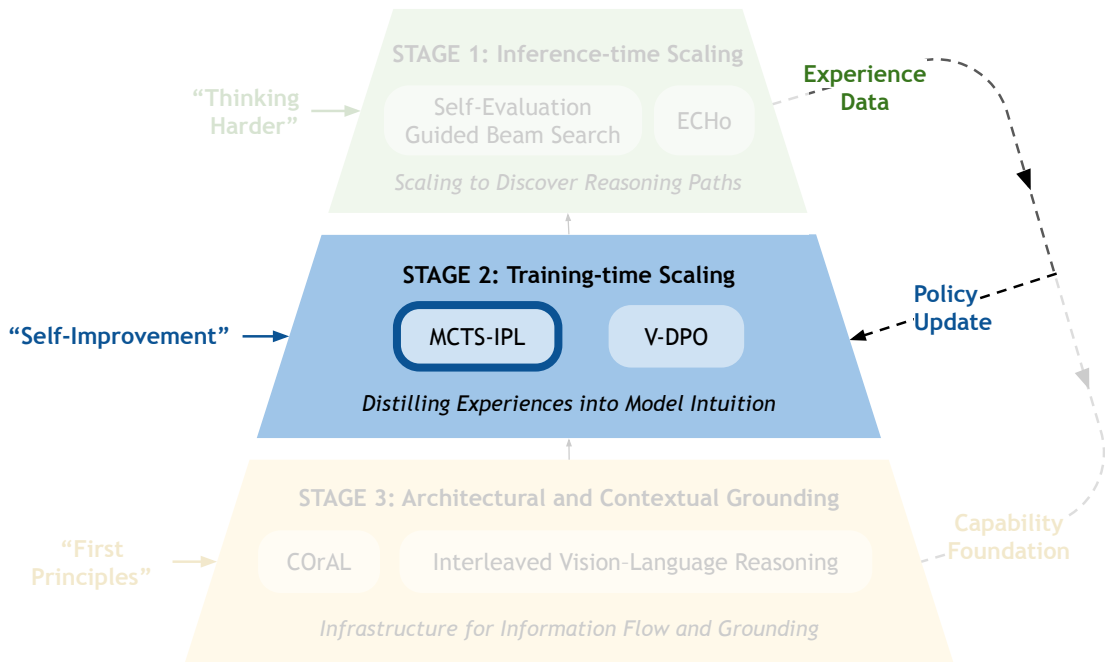 STAGE 1: Inference-time Scaling
“Thinking
Harder”
Self-Evaluation
Guided Beam Search
ECHo
Scaling to Discover Reasoning Paths
Experience
Data
STAGE 2: Training-time Scaling
“Self-Improvement”
MCTS-IPL
V-DPO
Distilling Experiences into Model Intuition
Policy
Update
STAGE 3: Architectural and Contextual Grounding
“First
Principles”
COrAL
Interleaved Vision-Language Reasoning
Infrastructure for Information Flow and Grounding
Capability
Foundation